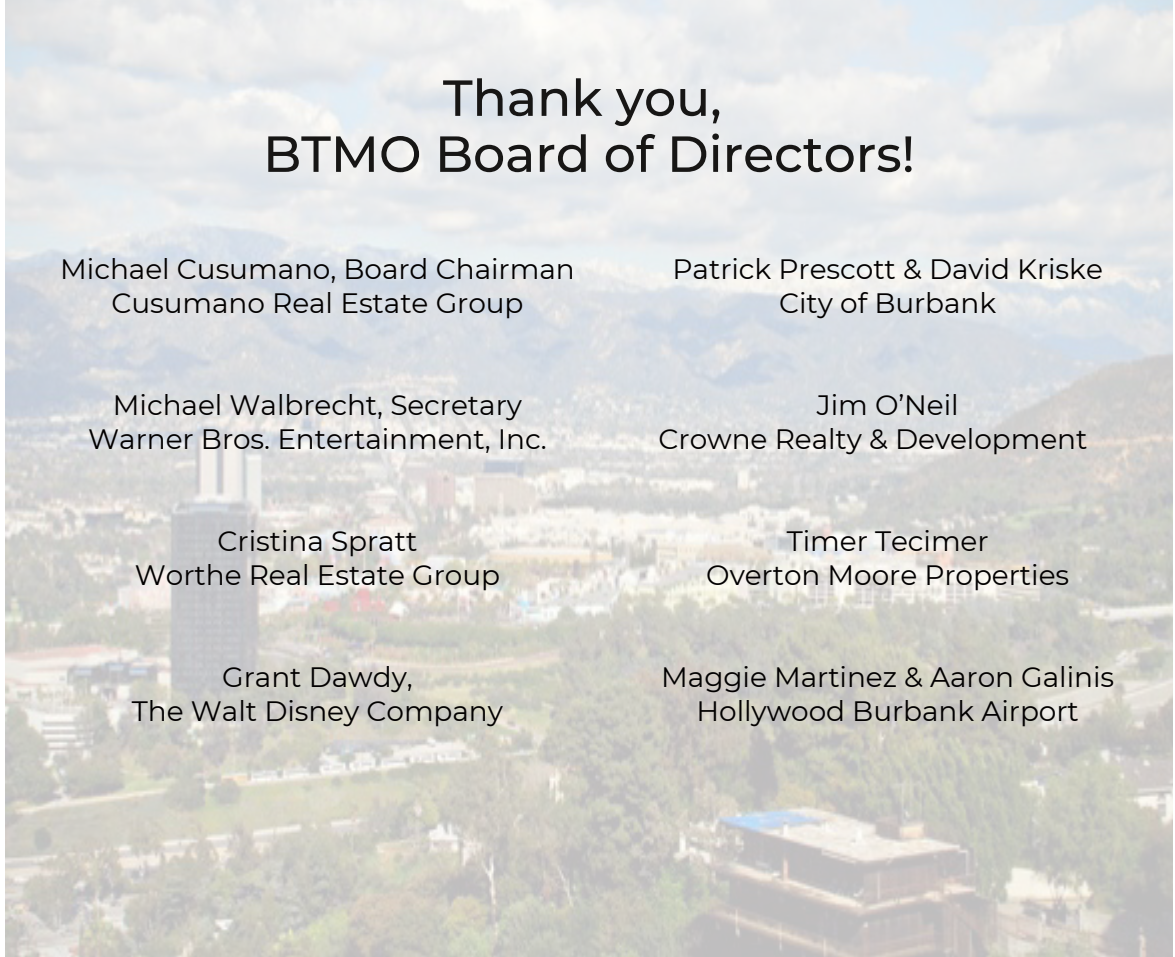 Thank you,
BTMO Board of Directors!
Michael Cusumano, Board Chairman
Cusumano Real Estate Group
Michael Walbrecht, Secretary
Warner Bros. Entertainment, Inc.
Cristina Spratt
Worthe Real Estate Group
Grant Dawdy,
The Walt Disney Company
Patrick Prescott & David Kriske
City of Burbank
Jim O’Neil
Crowne Realty & Development
Timer Tecimer
Overton Moore Properties
Maggie Martinez & Aaron Galinis
Hollywood Burbank Airport